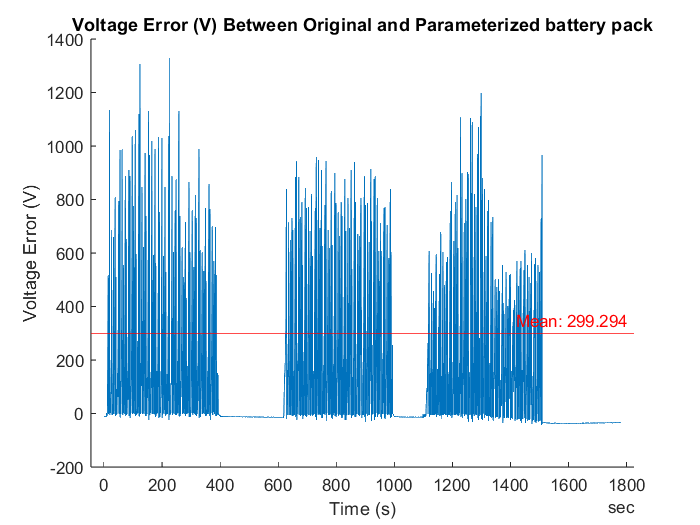 Voltage Error (V) Between Original and Parameterized battery pack
1400
1200
1000
800
600
400
200
0
-200
Voltage Error (V)
Mean: 299.294
0 200 400 600 800 1000 1200 1400 1600 1800
Time (s)
sec